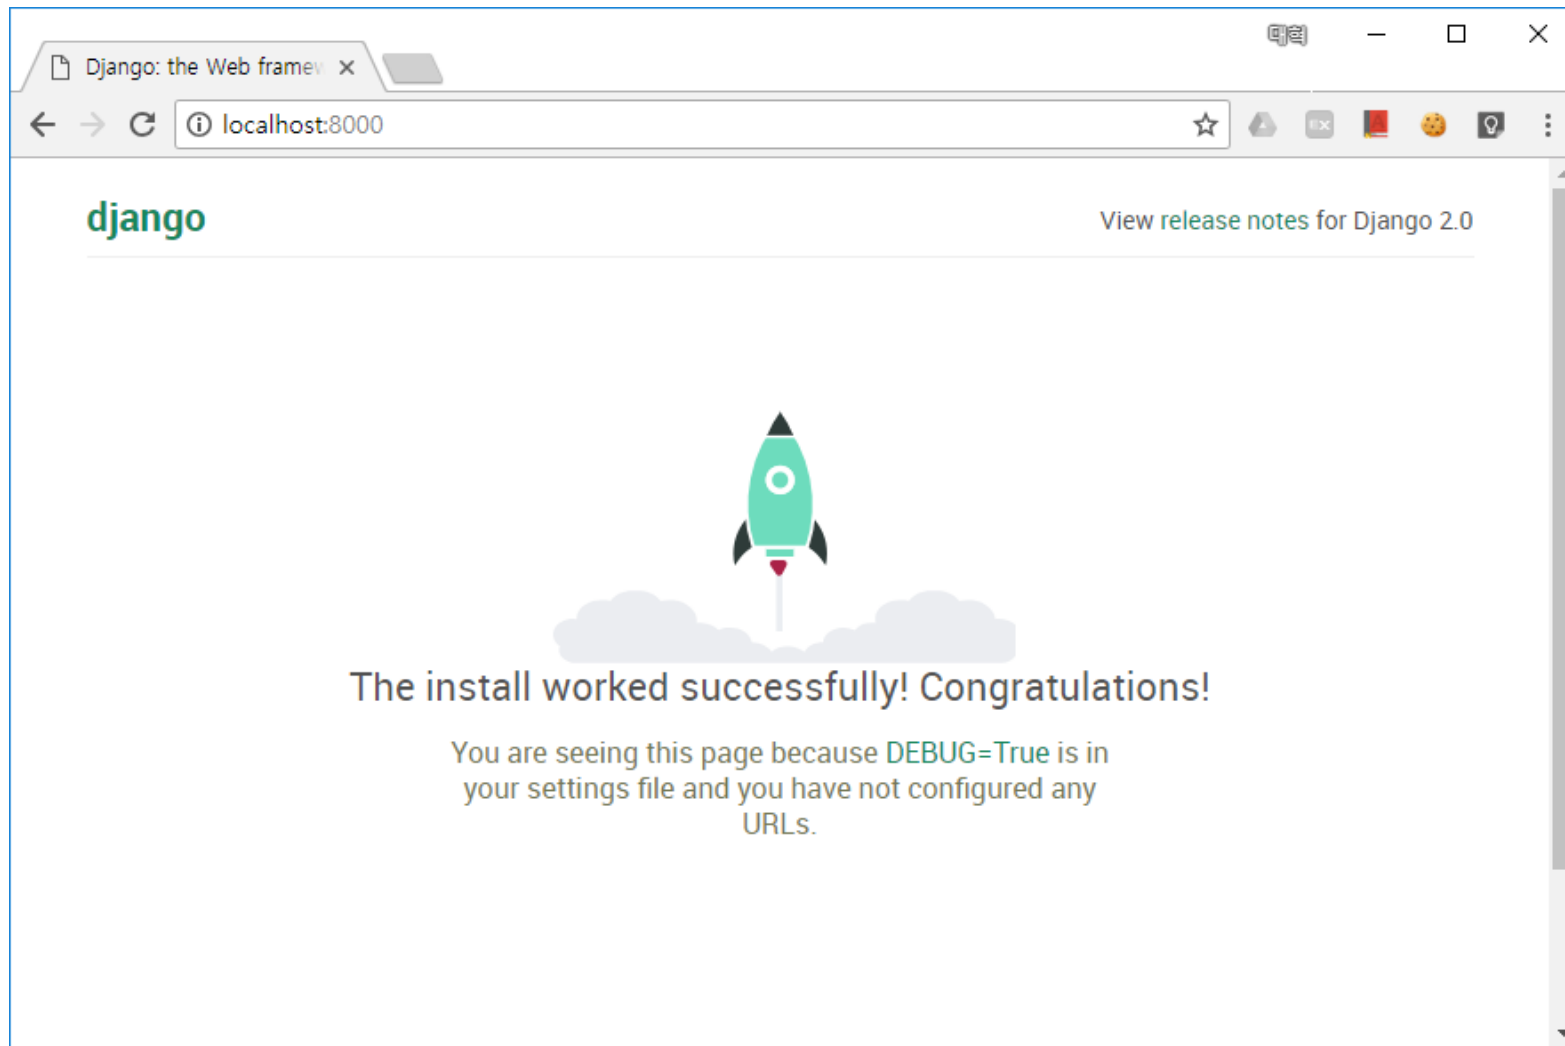 Django: the Web framew
localhost:8000
django
View release notes for Django 2.0
The install worked successfully! Congratulations!
You are seeing this page because DEBUG=True is in
your settings file and you have not configured any
URLs.